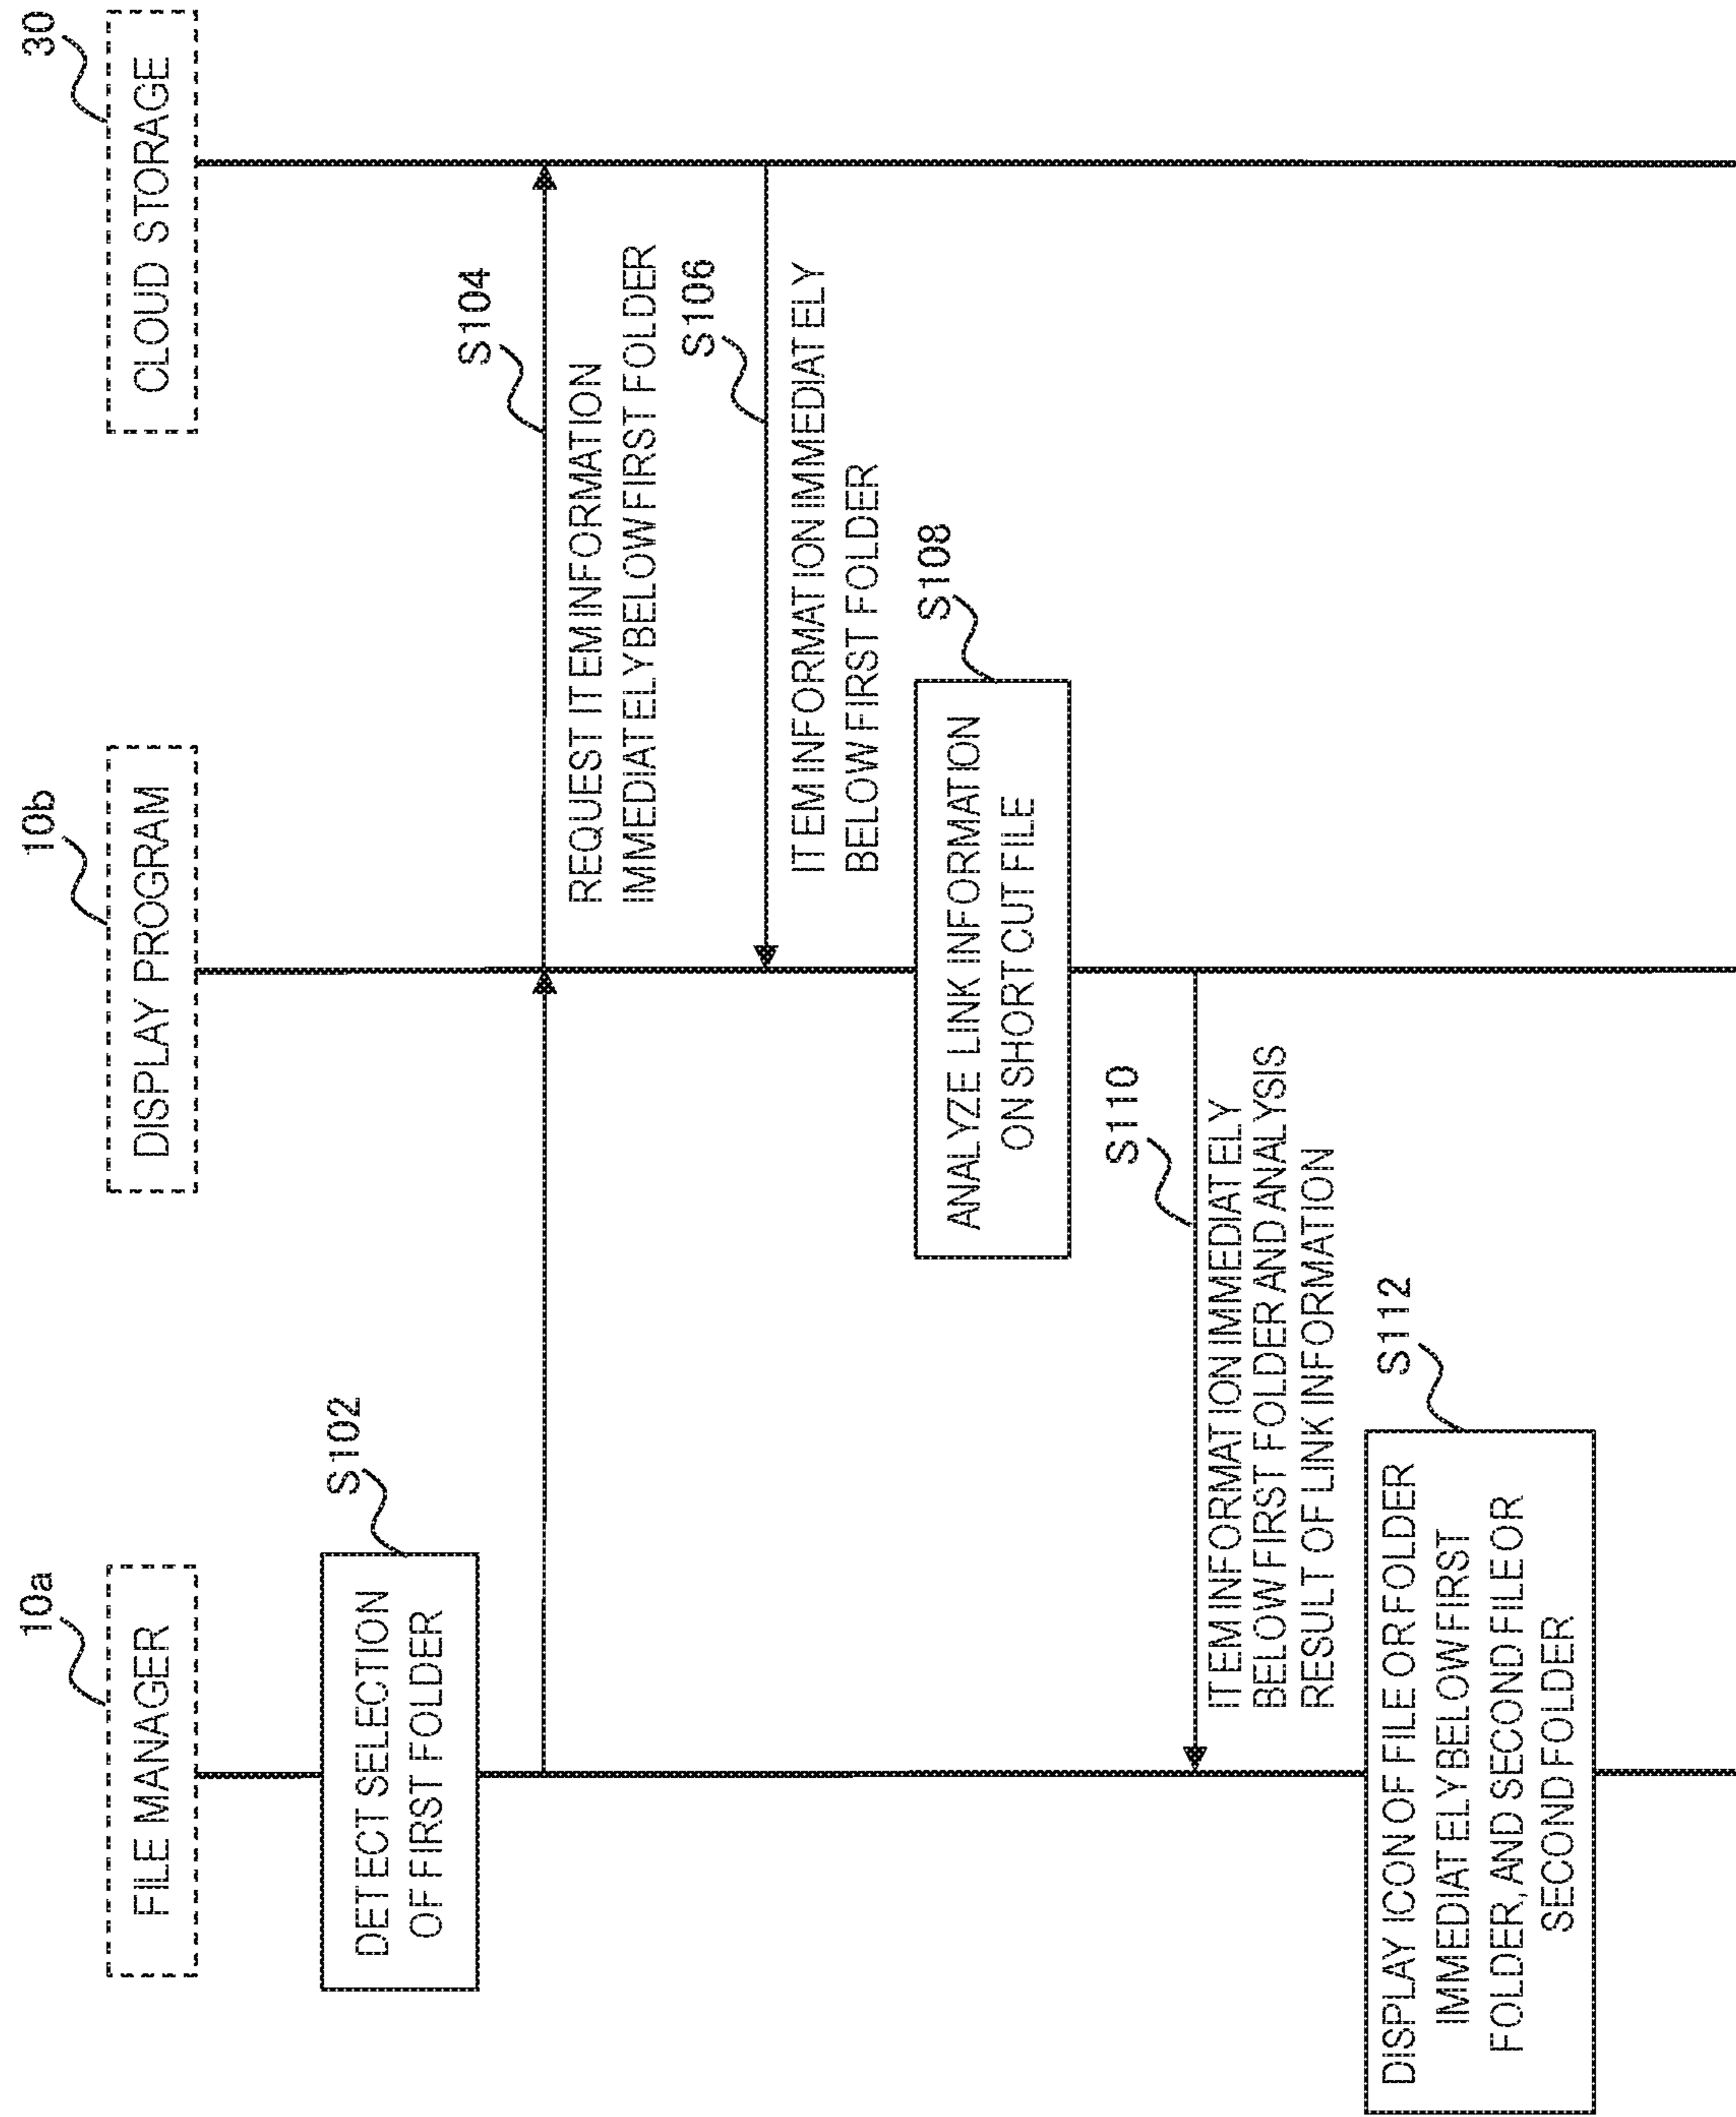 10a
10b
30
FILE MANAGER
DISPLAY PROGRAM
CLOUD STORAGE
S102
DETECT SELECTION
OF FIRST FOLDER
S104
REQUEST ITEM INFORMATION
IMMEDIATELY BELOW FIRST FOLDER
S106
ITEM INFORMATION IMMEDIATELY
BELOW FIRST FOLDER
S108
ANALYZE LINK INFORMATION
ON SHORTCUT FILE
S110
ITEM INFORMATION IMMEDIATELY
BELOW FIRST FOLDER AND ANALYSIS
RESULT OF LINK INFORMATION
S112
DISPLAY ICON OF FILE OR FOLDER
IMMEDIATELY BELOW FIRST
FOLDER, AND SECOND FILE OR
SECOND FOLDER